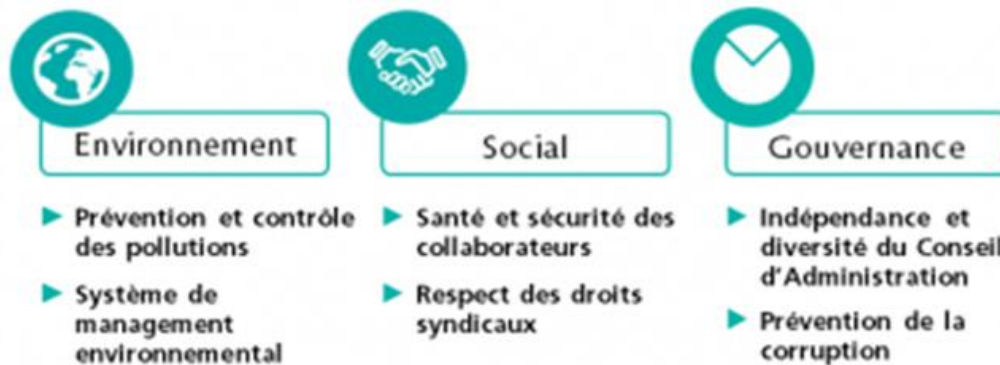 Environnement
Prévention et contrôle
des pollutions
Système de
management
environnemental
Social
Santé et sécurité des
collaborateurs
Respect des droits
syndicaux
Gouvernance
Indépendance et
diversité du Conseil
d'Administration
Prévention de la
corruption